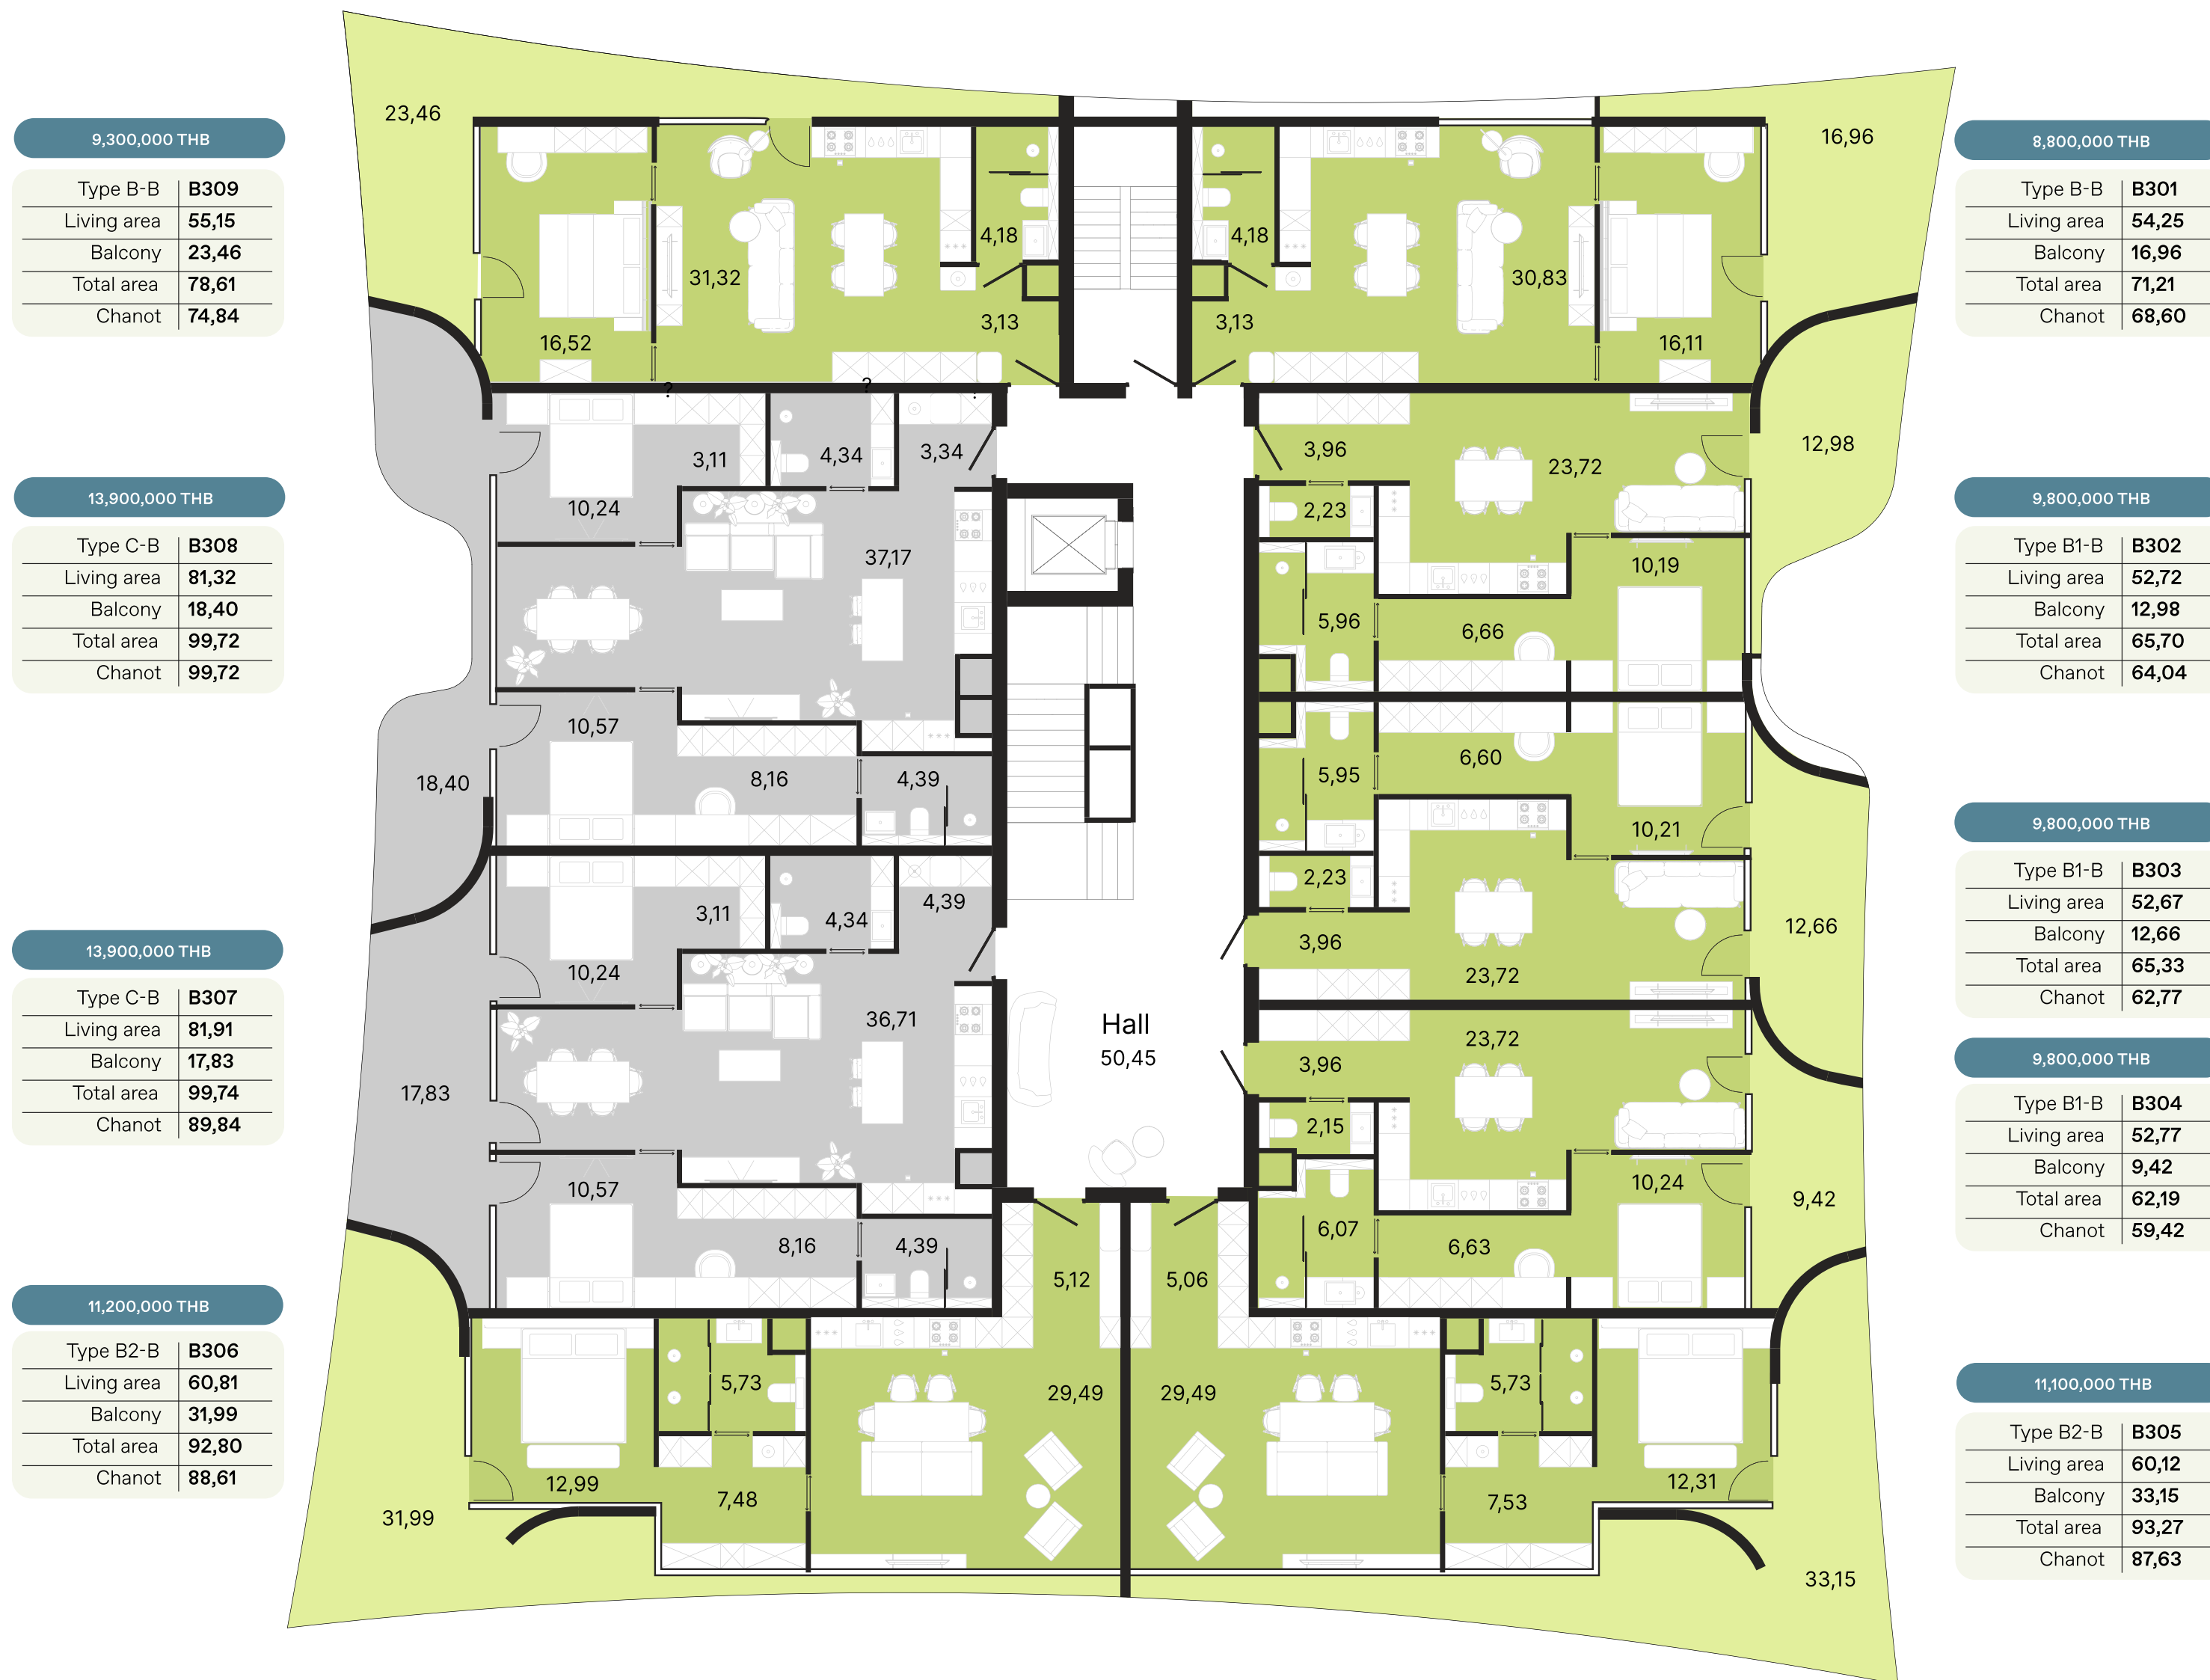 9,300,000 THB
Type B-B B309
Living area 55,15
Balcony 23,46
Total area 78,61
Chanot 74,84
13,900,000 THB
Type C-B B308
Living area 81,32
Balcony 18,40
Total area 99,72
Chanot 99,72
13,900,000 THB
Type C-B B307
Living area 81,91
Balcony 17,83
Total area 99,74
Chanot 89,84
11,200,000 THB
Type B2-B B306
Living area 60,81
Balcony 31,99
Total area 92,80
Chanot 88,61
23,46
16,96
4,18
4,18
31,32
30,83
3,13
3,13
16,52
16,11
?
?
3,11
4,34
3,34
10,24
37,17
10,57
8,16
4,39
18,40
3,11
4,34
4,39
10,24
36,71
17,83
10,57
8,16
4,39
3,96
23,72
12,98
2,23
10,19
5,96
6,66
6,60
5,95
10,21
2,23
12,66
3,96
23,72
Hall
50,45
23,72
3,96
2,15
10,24
9,42
6,07
6,63
5,12
5,06
5,73
29,49
29,49
5,73
12,99
12,31
7,48
7,53
31,99
33,15
8,800,000 THB
Type B-B B301
Living area 54,25
Balcony 16,96
Total area 71,21
Chanot 68,60
9,800,000 THB
Type B1-B B302
Living area 52,72
Balcony 12,98
Total area 65,70
Chanot 64,04
9,800,000 THB
Type B1-B B303
Living area 52,67
Balcony 12,66
Total area 65,33
Chanot 62,77
9,800,000 THB
Type B1-B B304
Living area 52,77
Balcony 9,42
Total area 62,19
Chanot 59,42
11,100,000 THB
Type B2-B B305
Living area 60,12
Balcony 33,15
Total area 93,27
Chanot 87,63